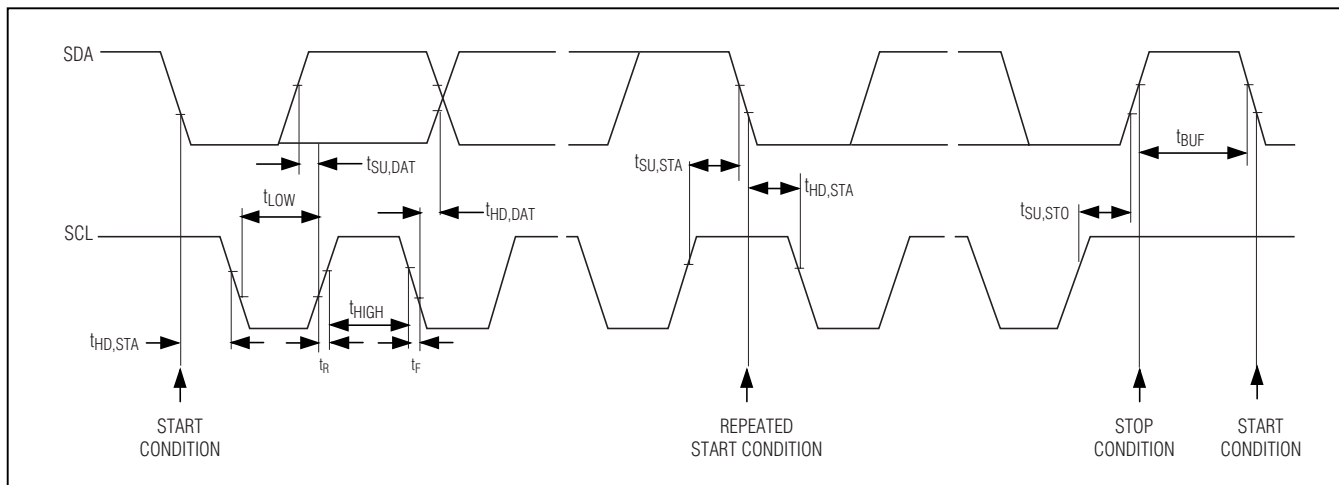 SDA
tSU,DAT
tLOW
tHD,DAT
tSU,STA
tHD,STA
tBUF
tSU,STO
SCL
tHIGH
tHD,STA
tR
tF
START
CONDITION
REPEATED
START CONDITION
STOP
CONDITION
START
CONDITION